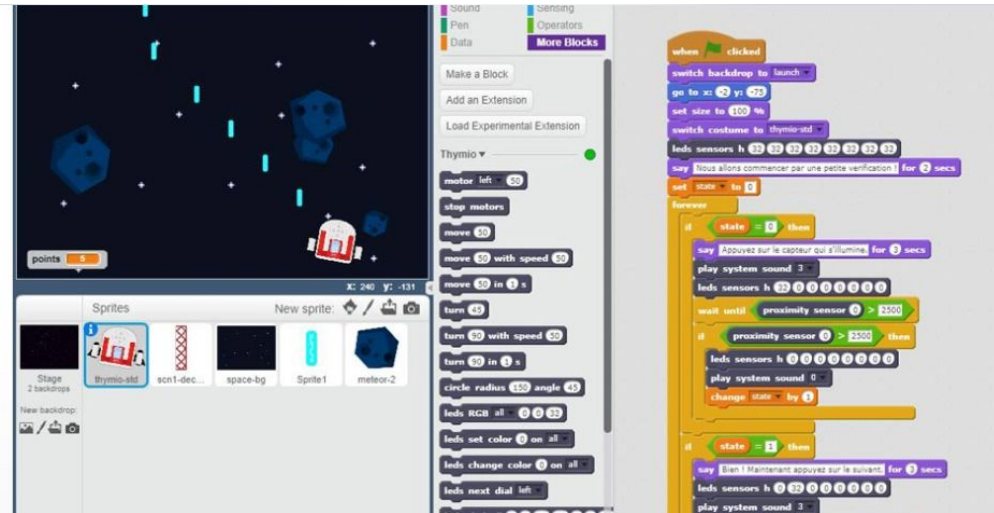 points 5
X: 240 y: -131
Sprites
New sprite:
Stage
2 backdrops
New backdrop:
thymio-std
scn1-dec...
space-bg
Sprite1
meteor-2
Sound
Sensing
Pen
Operators
Data
More Blocks
Make a Block
Add an Extension
Load Experimental Extension
Thymio
motor left 50
stop motors
move 50
move 50 with speed 50
move 50 in 1 s
turn 45
turn 90 with speed 50
turn 90 in 1 s
circle radius 150 angle 45
leds RGB all 0 0 32
leds set color 0 on all
leds change color 0 on all
leds next dial left
when clicked
switch backdrop to launch
go to x: -2 y: -75
set size to 100 %
switch costume to thymio-std
leds sensors h 32 32 32 32 32 32 32 32
say Nous allons commencer par une petite verification ! for 2 secs
set state to 0
forever
if state = 0 then
say Appuyez sur le capteur qui s'illumine. for 3 secs
play system sound 3
leds sensors h 32 0 0 0 0 0 0 0
wait until proximity sensor 0 > 2500
if proximity sensor 0 > 2500 then
leds sensors h 0 0 0 0 0 0 0 0
play system sound 0
change state by 1
if state = 1 then
say Bien ! Maintenant appuyez sur le suivant. for 3 secs
leds sensors h 0 32 0 0 0 0 0 0
play system sound 3